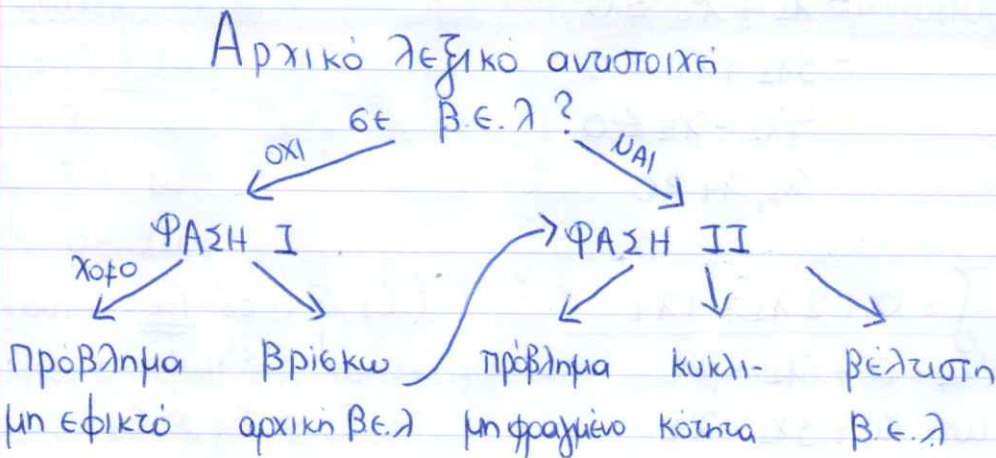 Αρχικό λεξικό αντιστοιχή
σε β.ε.λ ?
ΟΧΙ ΝΑΙ
ΦΑΣΗ Ι ΦΑΣΗ ΙΙ
χ₀≠0
Πρόβλημα βρίσκω πρόβλημα κυκλι- βέλτιστη
μη εφικτό αρχική β.ε.λ μη φραγμένο κότητα β.ε.λ